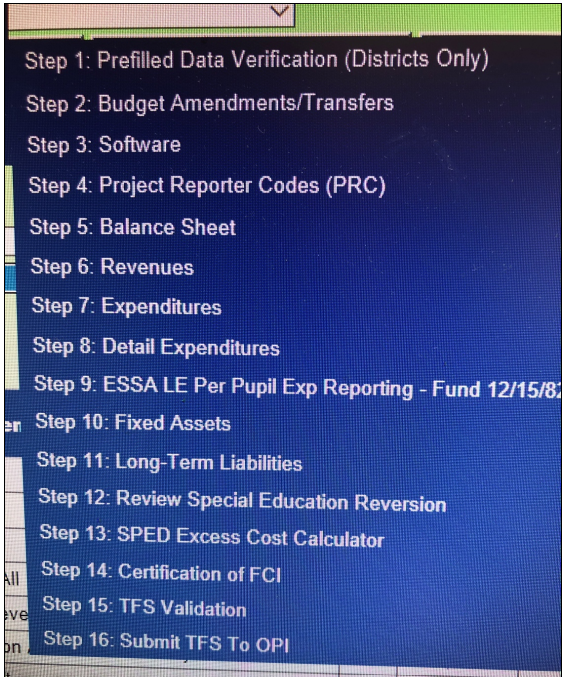 Step 1: Prefilled Data Verification (Districts Only)
Step 2: Budget Amendments/Transfers
Step 3: Software
Step 4: Project Reporter Codes (PRC)
Step 5: Balance Sheet
Step 6: Revenues
Step 7: Expenditures
Step 8: Detail Expenditures
Step 9: ESSA LE Per Pupil Exp Reporting - Fund 12/15/82
Step 10: Fixed Assets
Step 11: Long-Term Liabilities
Step 12: Review Special Education Reversion
Step 13: SPED Excess Cost Calculator
Step 14: Certification of FCI
All
Step 15: TFS Validation
Step 16: Submit TFS To OPI
on